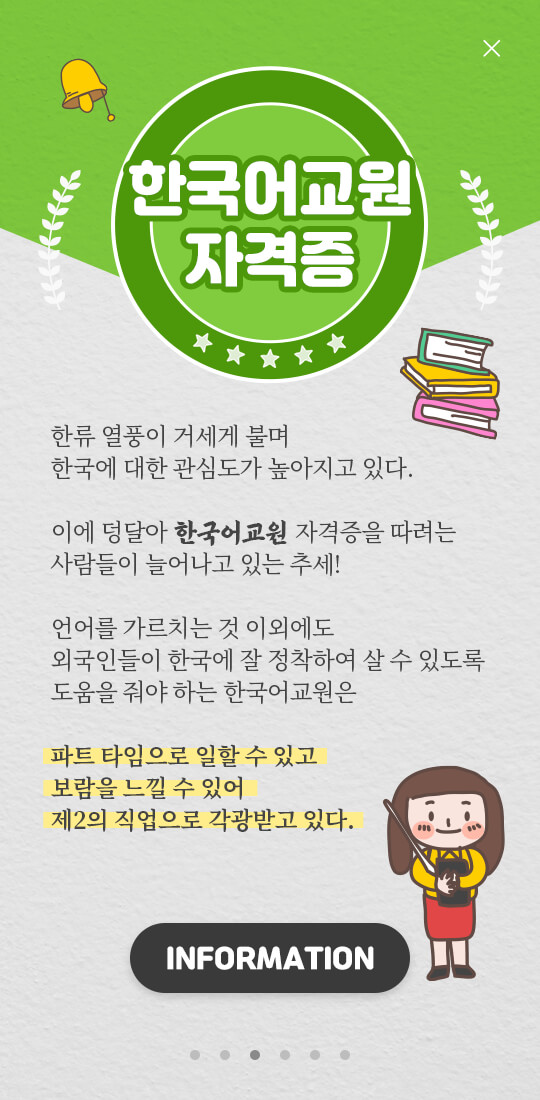 한국어교원
자격증
한류 열풍이 거세게 불며
한국에 대한 관심도가 높아지고 있다.
이에 덩달아 한국어교원 자격증을 따려는
사람들이 늘어나고 있는 추세!
언어를 가르치는 것 이외에도
외국인들이 한국에 잘 정착하여 살 수 있도록
도움을 줘야 하는 한국어교원은
파트 타임으로 일할 수 있고
보람을 느낄 수 있어
제2의 직업으로 각광받고 있다.
INFORMATION